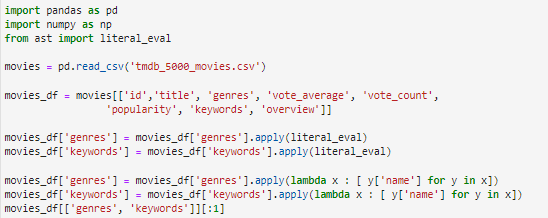 import pandas as pd
import numpy as np
from ast import literal_eval
movies = pd.read_csv('tmdb_5000_movies.csv')
movies_df = movies[['id','title', 'genres', 'vote_average', 'vote_count',
'popularity', 'keywords', 'overview']]
movies_df['genres'] = movies_df['genres'].apply(literal_eval)
movies_df['keywords'] = movies_df['keywords'].apply(literal_eval)
movies_df['genres'] = movies_df['genres'].apply(lambda x : [ y['name'] for y in x])
movies_df['keywords'] = movies_df['keywords'].apply(lambda x : [ y['name'] for y in x])
movies_df[['genres', 'keywords']][:1]